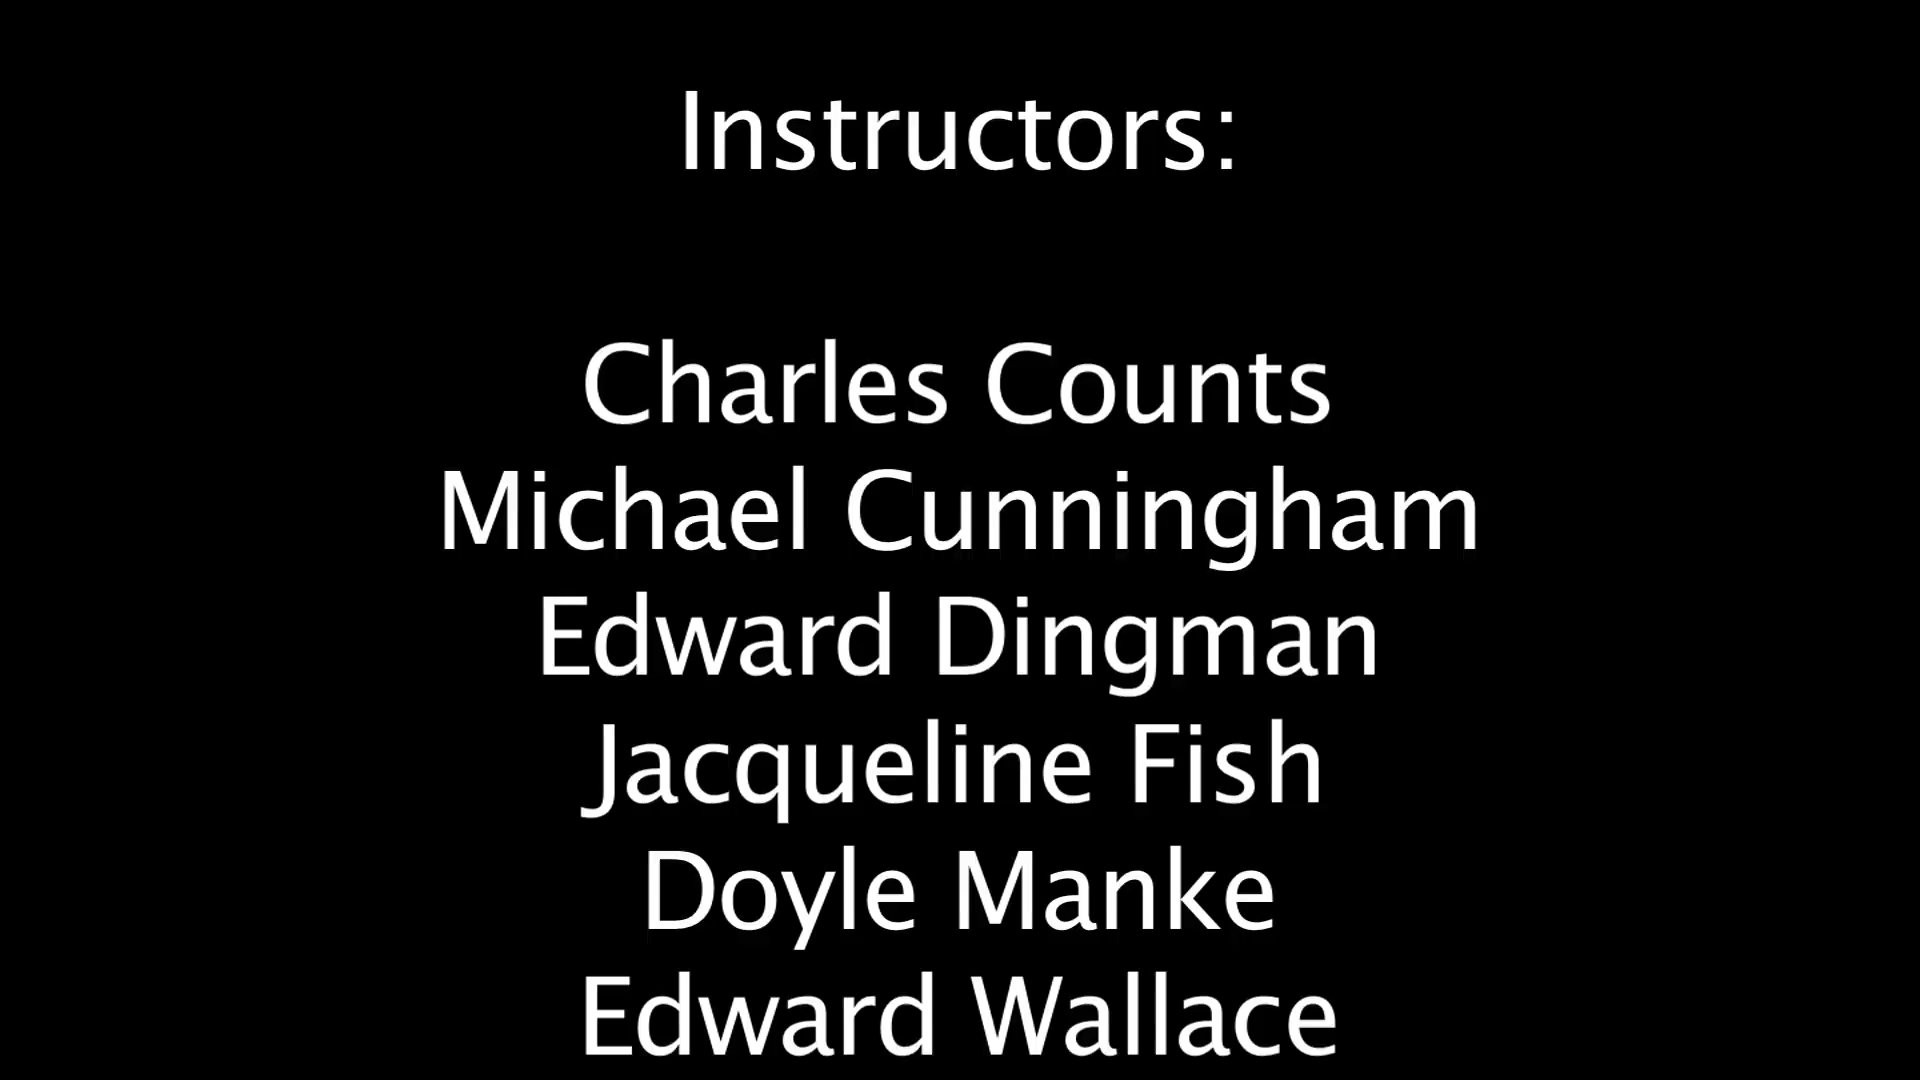 Instructors:
Charles Counts
Michael Cunningham
Edward Dingman
Jacqueline Fish
Doyle Manke
Edward Wallace